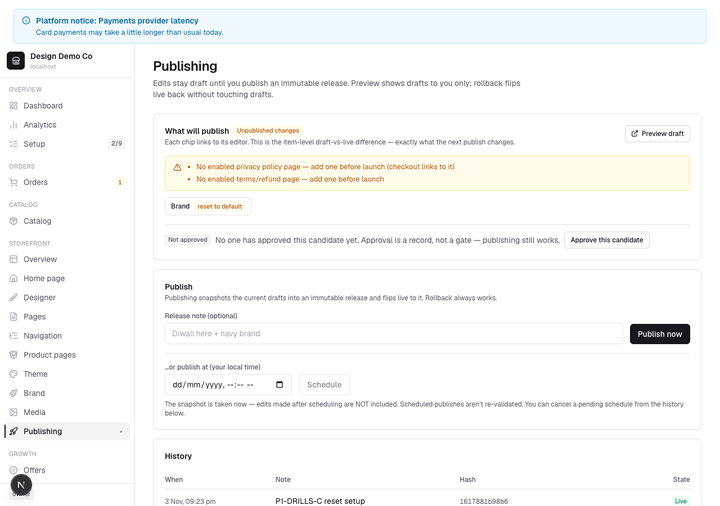 Platform notice: Payments provider latency
Card payments may take a little longer than usual today.
Design Demo Co
localhost
OVERVIEW
Dashboard
Analytics
Setup 2/9
ORDERS
Orders 1
CATALOG
Catalog
STOREFRONT
Overview
Home page
Designer
Pages
Navigation
Product pages
Theme
Brand
Media
Publishing
GROWTH
Offers
N
Publishing
Edits stay draft until you publish an immutable release. Preview shows drafts to you only; rollback flips
live back without touching drafts.
What will publish Unpublished changes
Each chip links to its editor. This is the item-level draft-vs-live difference — exactly what the next publish changes.
Preview draft
• No enabled privacy policy page — add one before launch (checkout links to it)
• No enabled terms/refund page — add one before launch
Brand reset to default
Not approved No one has approved this candidate yet. Approval is a record, not a gate — publishing still works. Approve this candidate
Publish
Publishing snapshots the current drafts into an immutable release and flips live to it. Rollback always works.
Release note (optional)
Diwali hero + navy brand Publish now
…or publish at (your local time)
dd/mm/yyyy, --:-- -- Schedule
The snapshot is taken now — edits made after scheduling are NOT included. Scheduled publishes aren't re-validated. You can cancel a pending schedule from the history
below.
History
When Note Hash State
3 Nov, 09:23 pm P1-DRILLS-C reset setup 1617881b98b6 Live